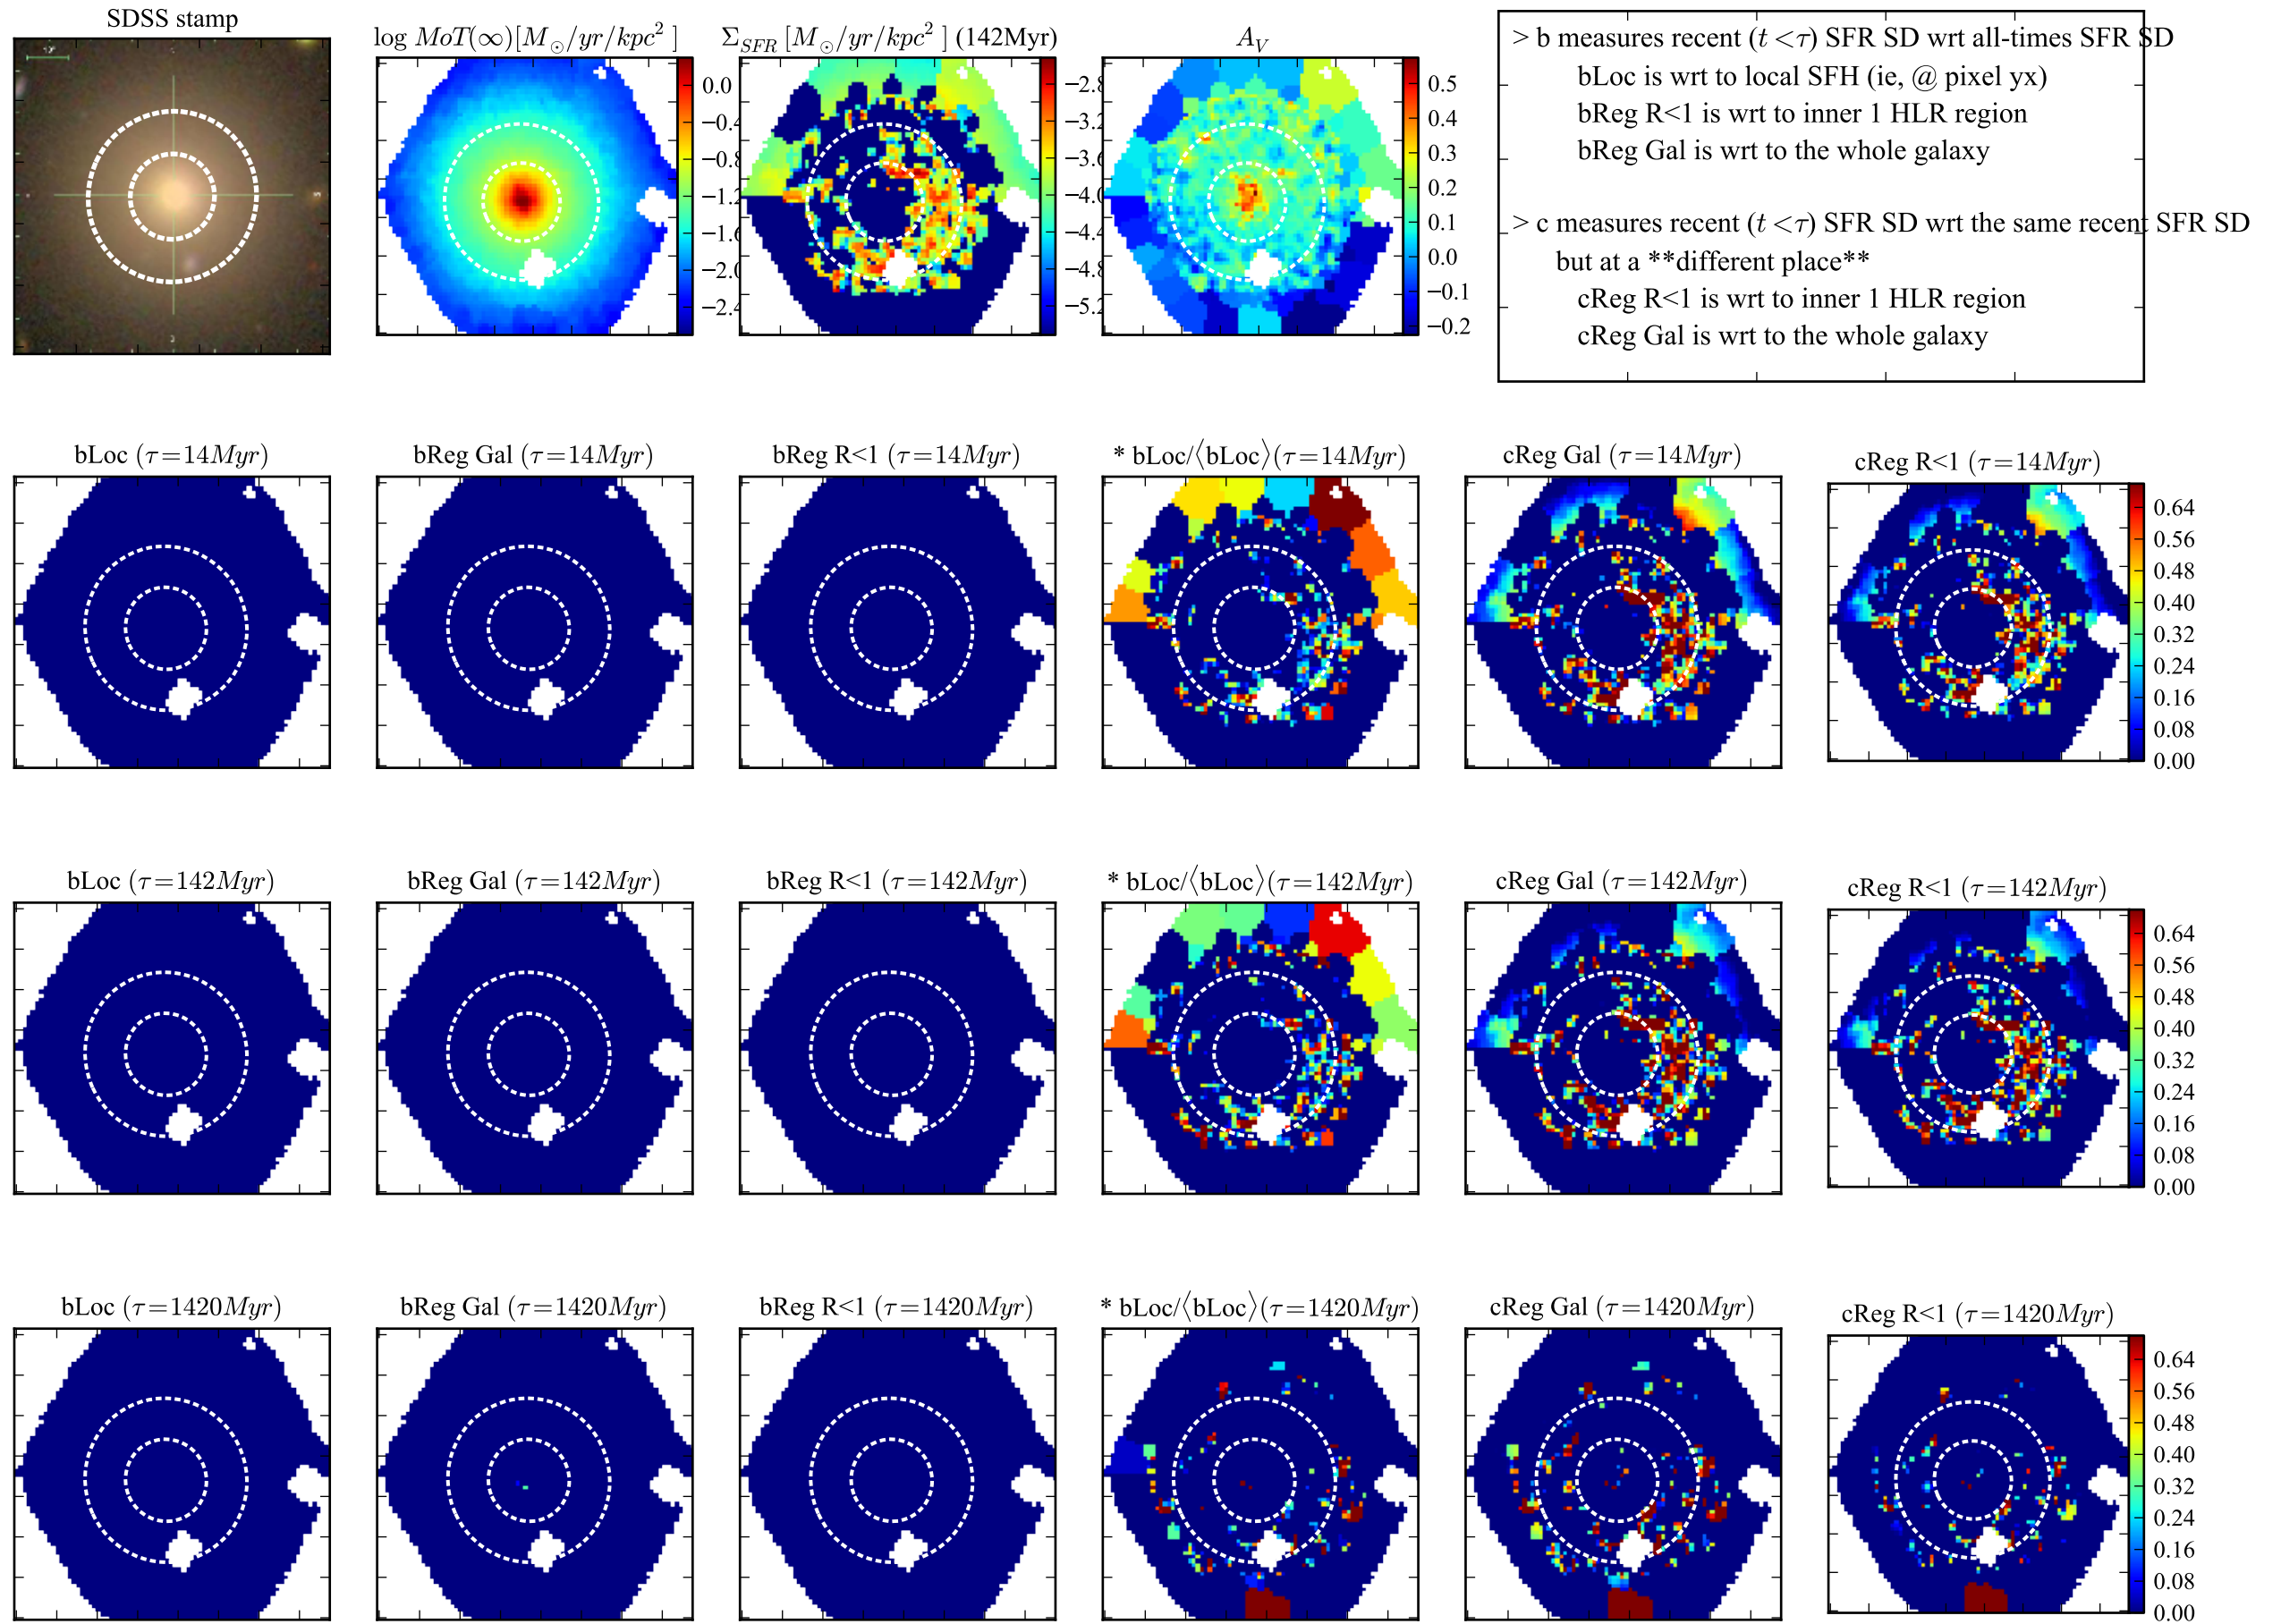 SDSS stamp
log MoT(∞)[M⊙/yr/kpc²]
Σ_SFR [M⊙/yr/kpc²] (142Myr)
A_V
0.0
−0.4
−0.8
−1.2
−1.6
−2.0
−2.4
−2.8
−3.2
−3.6
−4.0
−4.4
−4.8
−5.2
0.5
0.4
0.3
0.2
0.1
0.0
−0.1
−0.2
> b measures recent (t <τ) SFR SD wrt all-times SFR SD
bLoc is wrt to local SFH (ie, @ pixel yx)
bReg R<1 is wrt to inner 1 HLR region
bReg Gal is wrt to the whole galaxy
> c measures recent (t <τ) SFR SD wrt the same recent SFR SD
but at a **different place**
cReg R<1 is wrt to inner 1 HLR region
cReg Gal is wrt to the whole galaxy
bLoc (τ=14Myr)
bReg Gal (τ=14Myr)
bReg R<1 (τ=14Myr)
* bLoc/⟨bLoc⟩(τ=14Myr)
cReg Gal (τ=14Myr)
cReg R<1 (τ=14Myr)
0.64
0.56
0.48
0.40
0.32
0.24
0.16
0.08
0.00
bLoc (τ=142Myr)
bReg Gal (τ=142Myr)
bReg R<1 (τ=142Myr)
* bLoc/⟨bLoc⟩(τ=142Myr)
cReg Gal (τ=142Myr)
cReg R<1 (τ=142Myr)
0.64
0.56
0.48
0.40
0.32
0.24
0.16
0.08
0.00
bLoc (τ=1420Myr)
bReg Gal (τ=1420Myr)
bReg R<1 (τ=1420Myr)
* bLoc/⟨bLoc⟩(τ=1420Myr)
cReg Gal (τ=1420Myr)
cReg R<1 (τ=1420Myr)
0.64
0.56
0.48
0.40
0.32
0.24
0.16
0.08
0.00